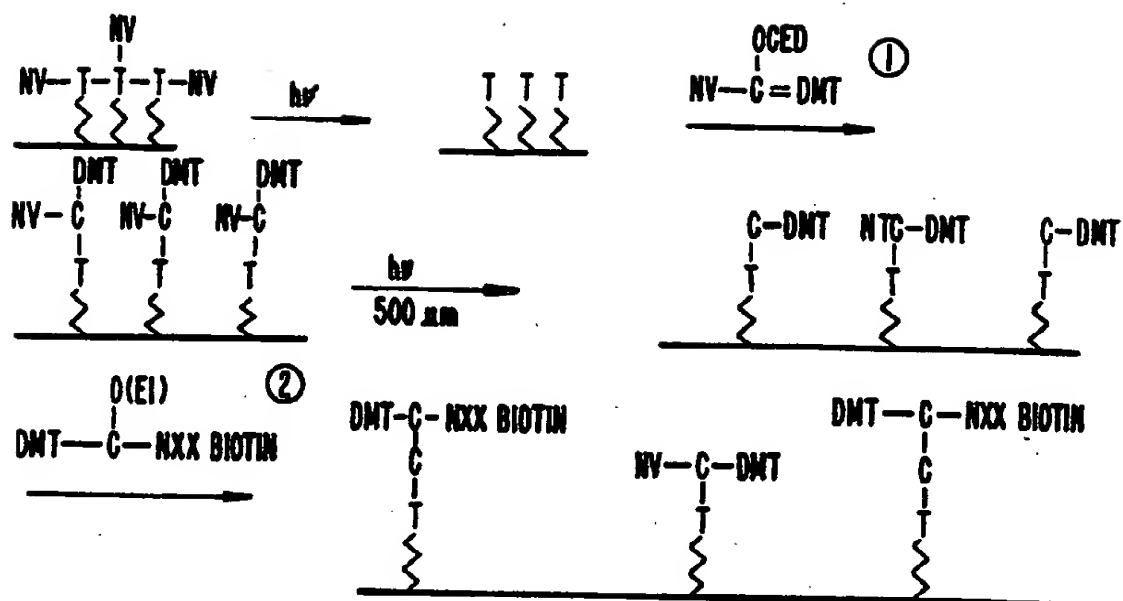 NV
NV—T—T—T—NV
hν
T T T
OCED
NV—C=DMT
①
DMT DMT DMT
NV—C NV—C NV—C
T T T
hν
500 µm
C—DMT NTC—DMT C—DMT
T T T
②
O(EI)
DMT—C—NXX BIOTIN
DMT—C—NXX BIOTIN
C
T
NV—C—DMT
T
DMT—C—NXX BIOTIN
C
T